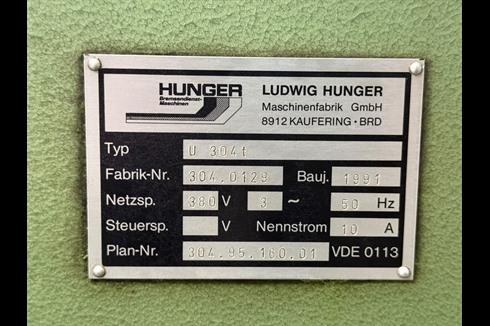 HUNGER
Bremsendienst-
Maschinen
LUDWIG HUNGER
Maschinenfabrik GmbH
8912 KAUFERING · BRD
Typ U 304t
Fabrik-Nr. 304.0129 Bauj. 1991
Netzsp. 380 V 3 ~ 50 Hz
Steuersp. V Nennstrom 10 A
Plan-Nr. 304.95.160.01 VDE 0113